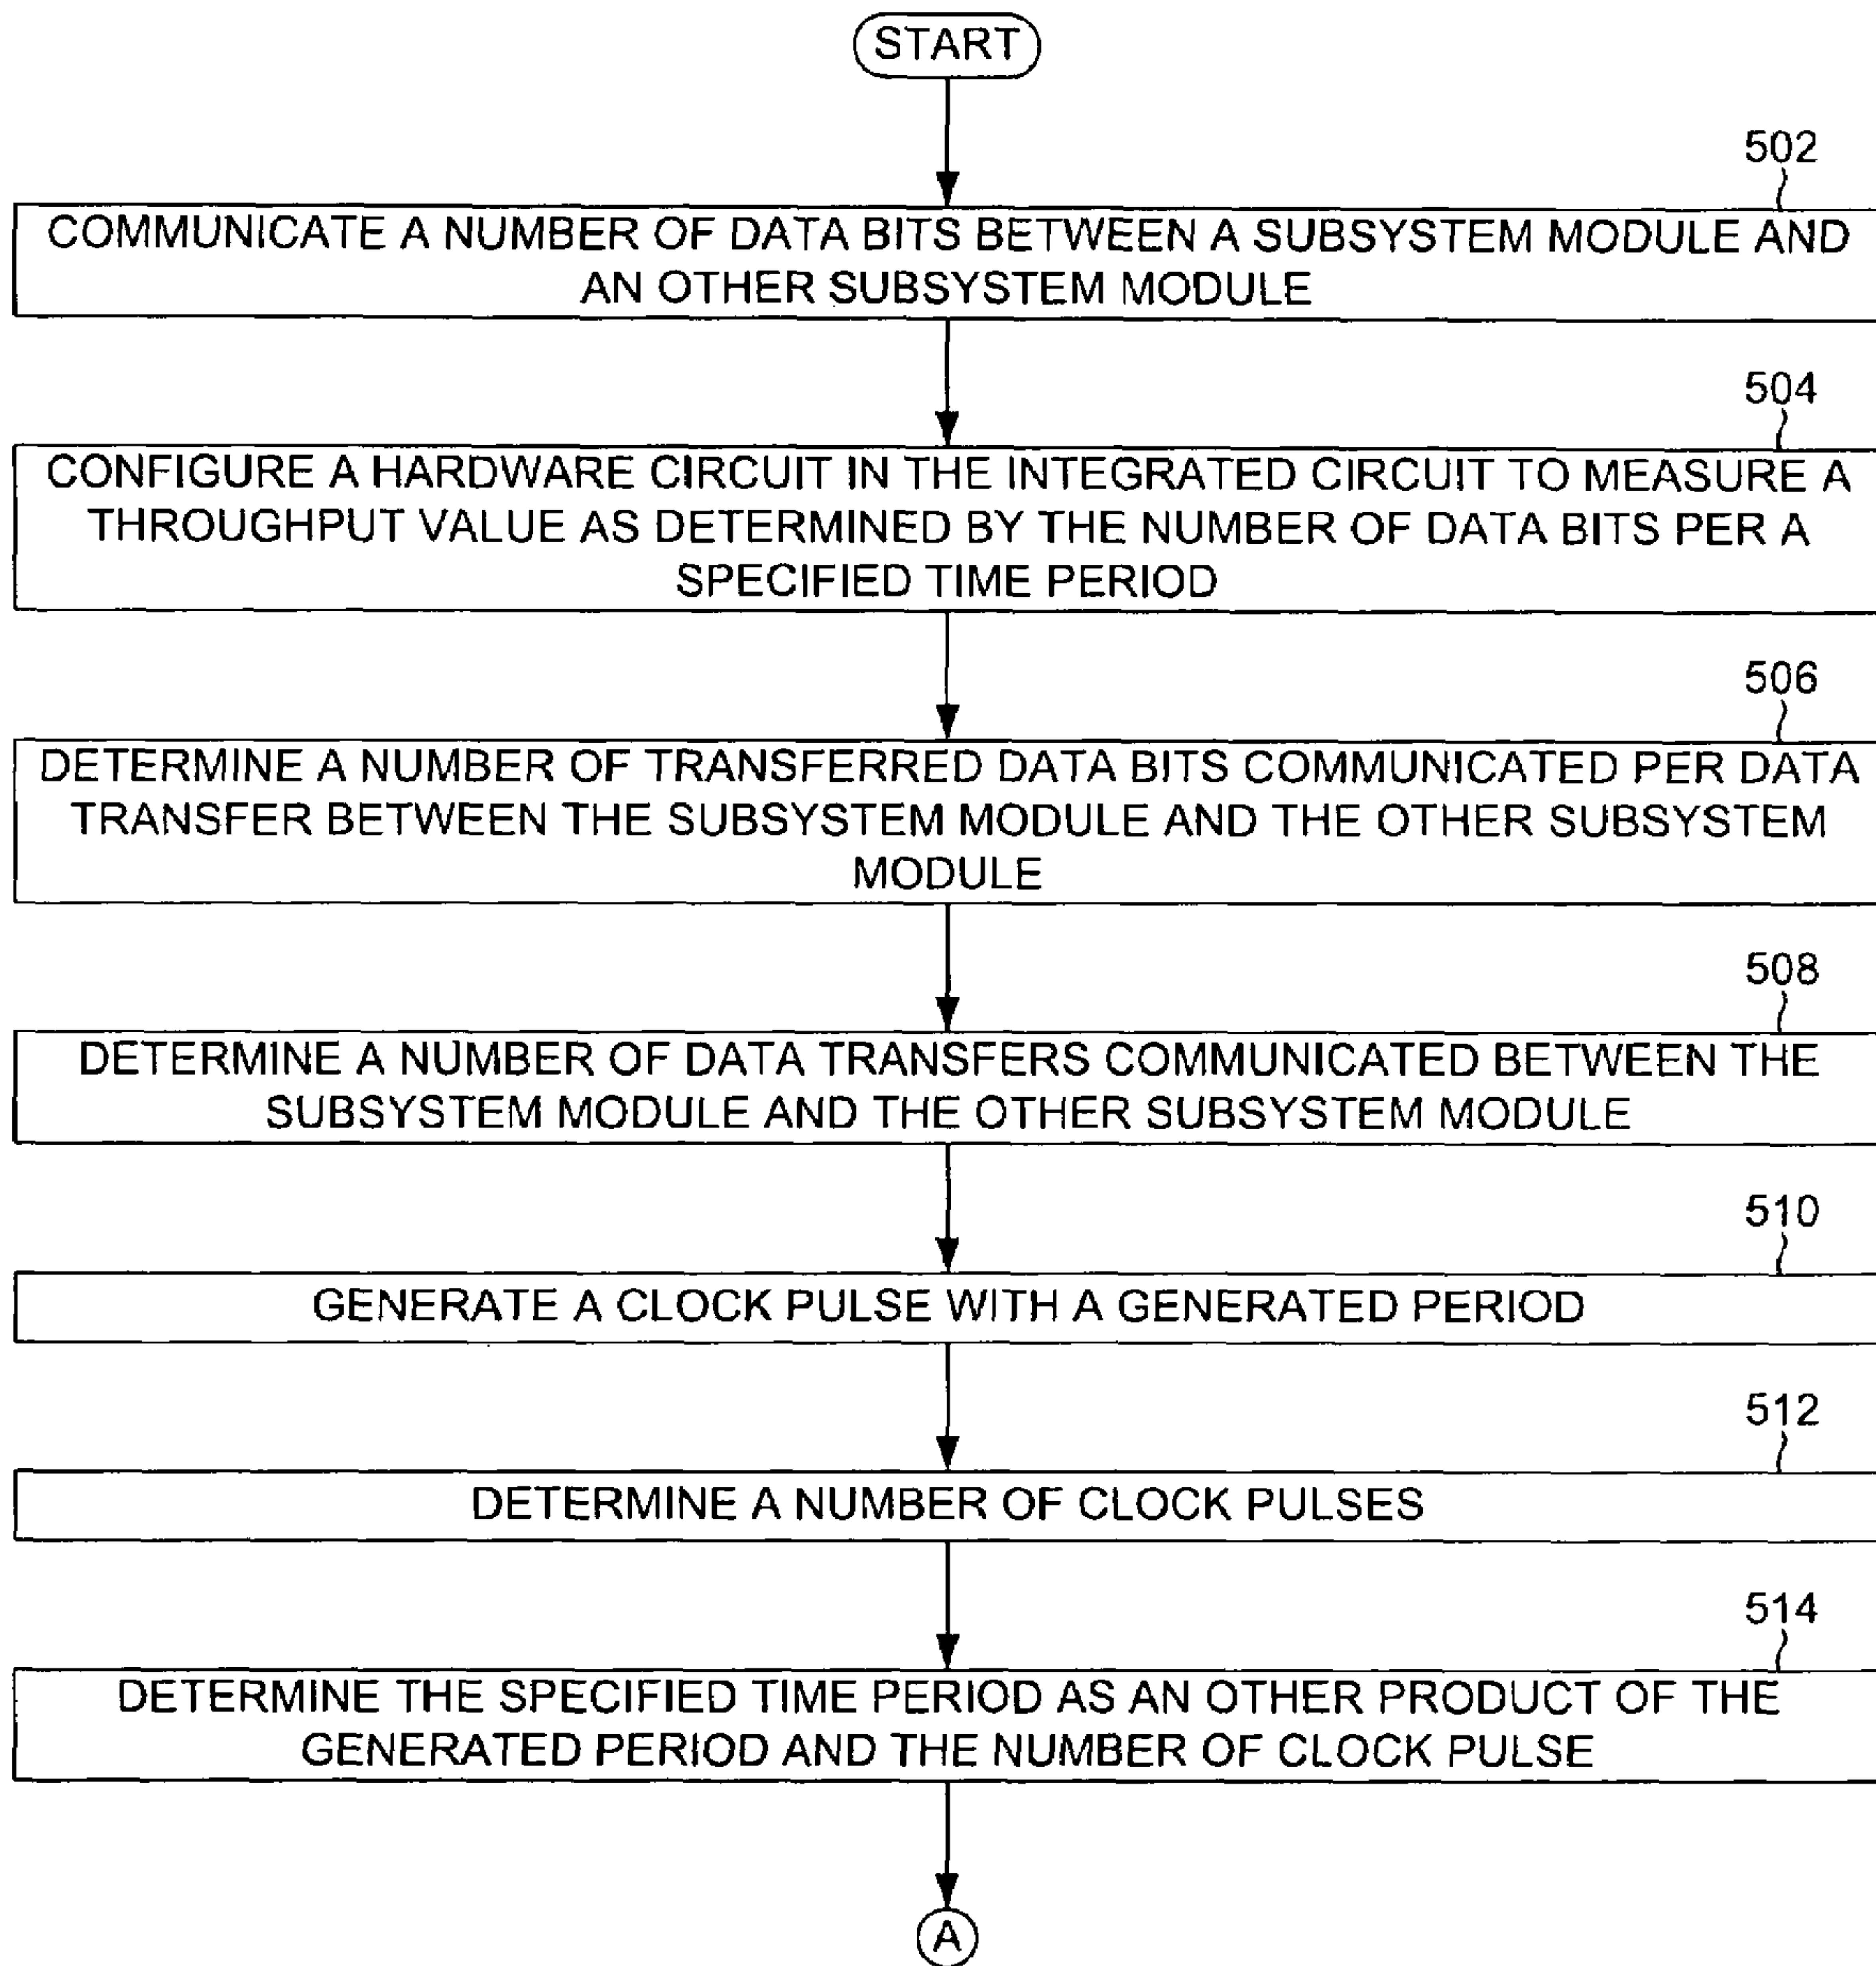 START
502
COMMUNICATE A NUMBER OF DATA BITS BETWEEN A SUBSYSTEM MODULE AND
AN OTHER SUBSYSTEM MODULE
504
CONFIGURE A HARDWARE CIRCUIT IN THE INTEGRATED CIRCUIT TO MEASURE A
THROUGHPUT VALUE AS DETERMINED BY THE NUMBER OF DATA BITS PER A
SPECIFIED TIME PERIOD
506
DETERMINE A NUMBER OF TRANSFERRED DATA BITS COMMUNICATED PER DATA
TRANSFER BETWEEN THE SUBSYSTEM MODULE AND THE OTHER SUBSYSTEM
MODULE
508
DETERMINE A NUMBER OF DATA TRANSFERS COMMUNICATED BETWEEN THE
SUBSYSTEM MODULE AND THE OTHER SUBSYSTEM MODULE
510
GENERATE A CLOCK PULSE WITH A GENERATED PERIOD
512
DETERMINE A NUMBER OF CLOCK PULSES
514
DETERMINE THE SPECIFIED TIME PERIOD AS AN OTHER PRODUCT OF THE
GENERATED PERIOD AND THE NUMBER OF CLOCK PULSE
A